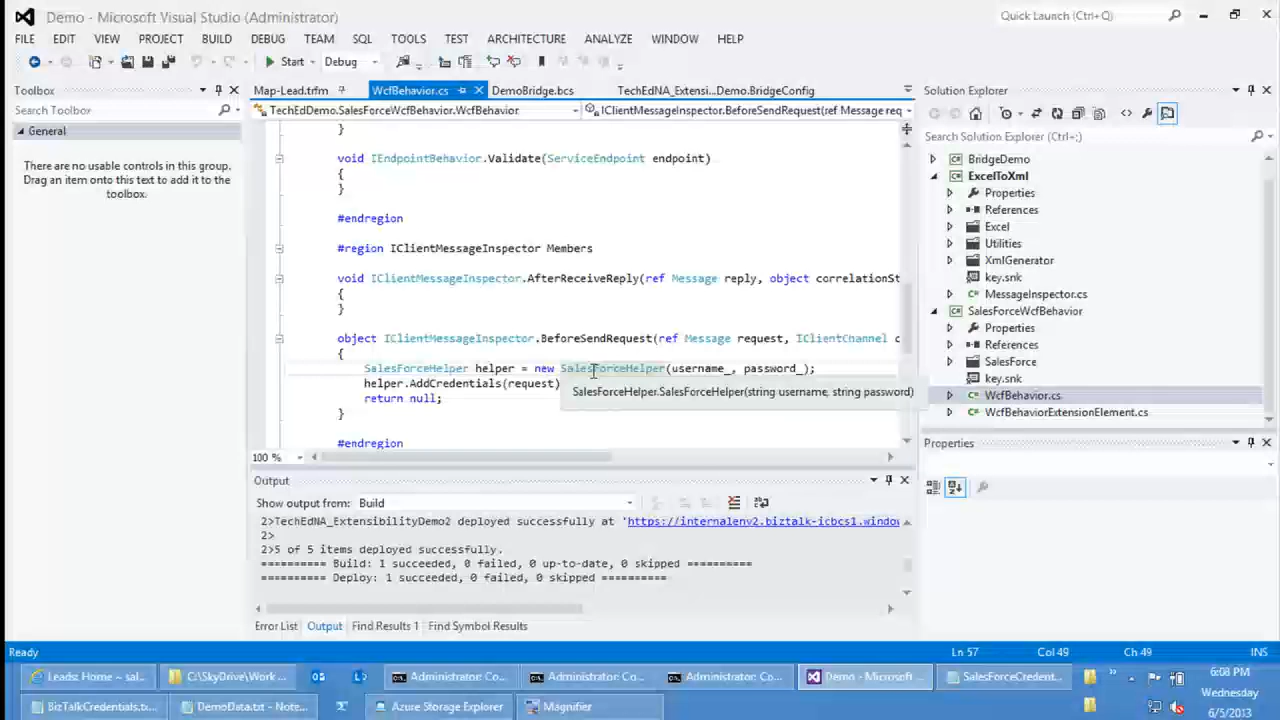 Demo - Microsoft Visual Studio (Administrator)
Quick Launch (Ctrl+Q)
FILE EDIT VIEW PROJECT BUILD DEBUG TEAM SQL TOOLS TEST ARCHITECTURE ANALYZE WINDOW HELP
Start Debug
Toolbox
Search Toolbox
General
There are no usable controls in this group.
Drag an item onto this text to add it to the
toolbox.
Map-Lead.trfm WcfBehavior.cs DemoBridge.bcs TechEdNA_Extensi...Demo.BridgeConfig
TechEdDemo.SalesForceWcfBehavior.WcfBehavior IClientMessageInspector.BeforeSendRequest(ref Message req
}
void IEndpointBehavior.Validate(ServiceEndpoint endpoint)
{
}
#endregion
#region IClientMessageInspector Members
void IClientMessageInspector.AfterReceiveReply(ref Message reply, object correlationSt
{
}
object IClientMessageInspector.BeforeSendRequest(ref Message request, IClientChannel c
{
SalesForceHelper helper = new SalesForceHelper(username_, password_);
helper.AddCredentials(request)
SalesForceHelper.SalesForceHelper(string username, string password)
return null;
}
#endregion
100 %
Output
Show output from: Build
2>TechEdNA_ExtensibilityDemo2 deployed successfully at 'https://internalenv2.biztalk-icbcs1.window
2>
2>5 of 5 items deployed successfully.
========== Build: 1 succeeded, 0 failed, 0 up-to-date, 0 skipped ==========
========== Deploy: 1 succeeded, 0 failed, 0 skipped ==========
Error List Output Find Results 1 Find Symbol Results
Solution Explorer
Search Solution Explorer (Ctrl+;)
BridgeDemo
ExcelToXml
Properties
References
Excel
Utilities
XmlGenerator
key.snk
MessageInspector.cs
SalesForceWcfBehavior
Properties
References
SalesForce
key.snk
WcfBehavior.cs
WcfBehaviorExtensionElement.cs
Properties
Ready Ln 57 Col 49 Ch 49 INS
Leads: Home ~ sal... C:\SkyDrive\Work ... Administrator: Co... Administrator: Co... Administrator: Co... Demo - Microsoft ... SalesForceCredent...
BizTalkCredentials.tx... DemoData.txt - Note... Azure Storage Explorer Magnifier
6:08 PM
Wednesday
6/5/2013